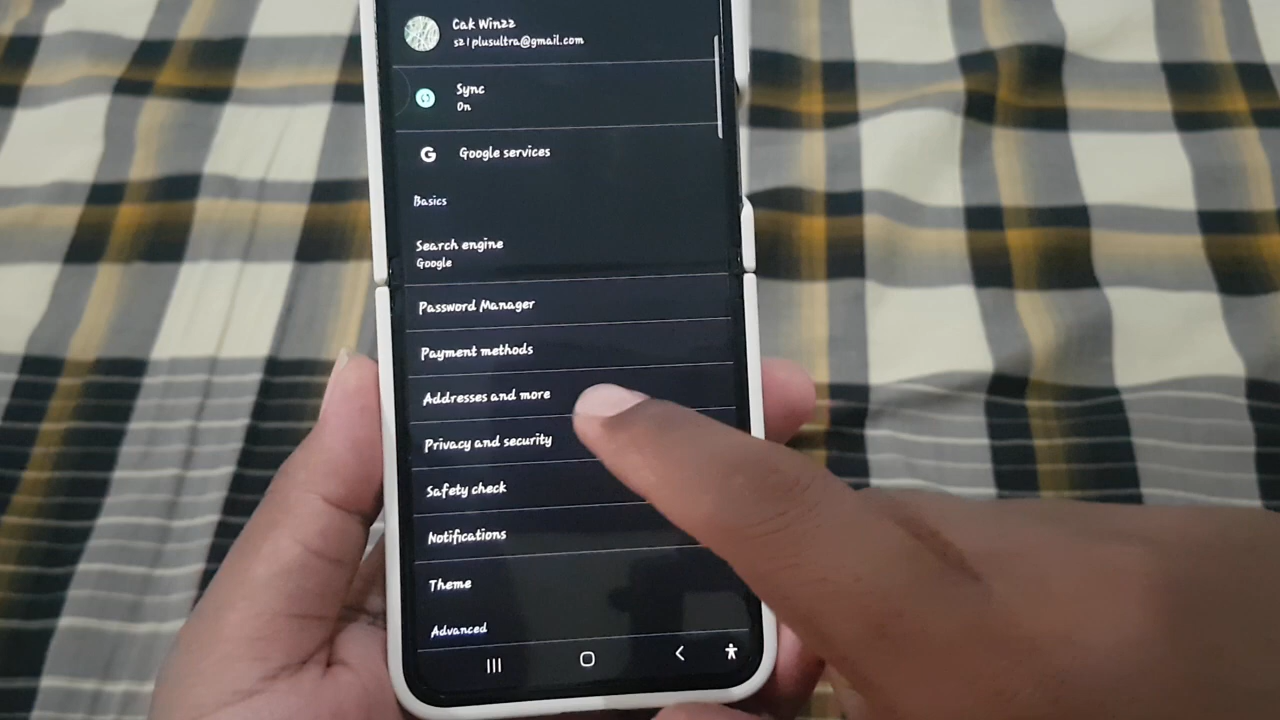 Cak Winzz
s21plusultra@gmail.com
Sync
On
G Google services
Basics
Search engine
Google
Password Manager
Payment methods
Addresses and more
Privacy and security
Safety check
Notifications
Theme
Advanced